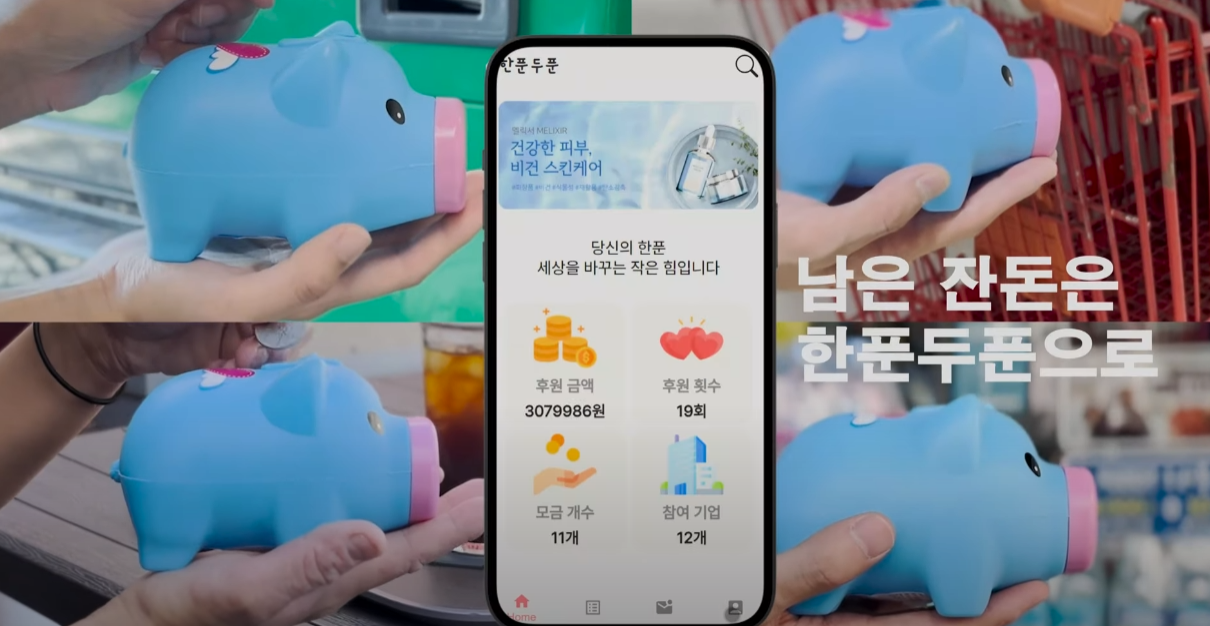 한푼두푼
멜릭서 MELIXIR
건강한 피부,
비건 스킨케어
당신의 한푼
세상을 바꾸는 작은 힘입니다
후원 금액
후원 횟수
3079986원
19회
모금 개수
참여 기업
11개
12개
Home
남은 잔돈은
한푼두푼으로